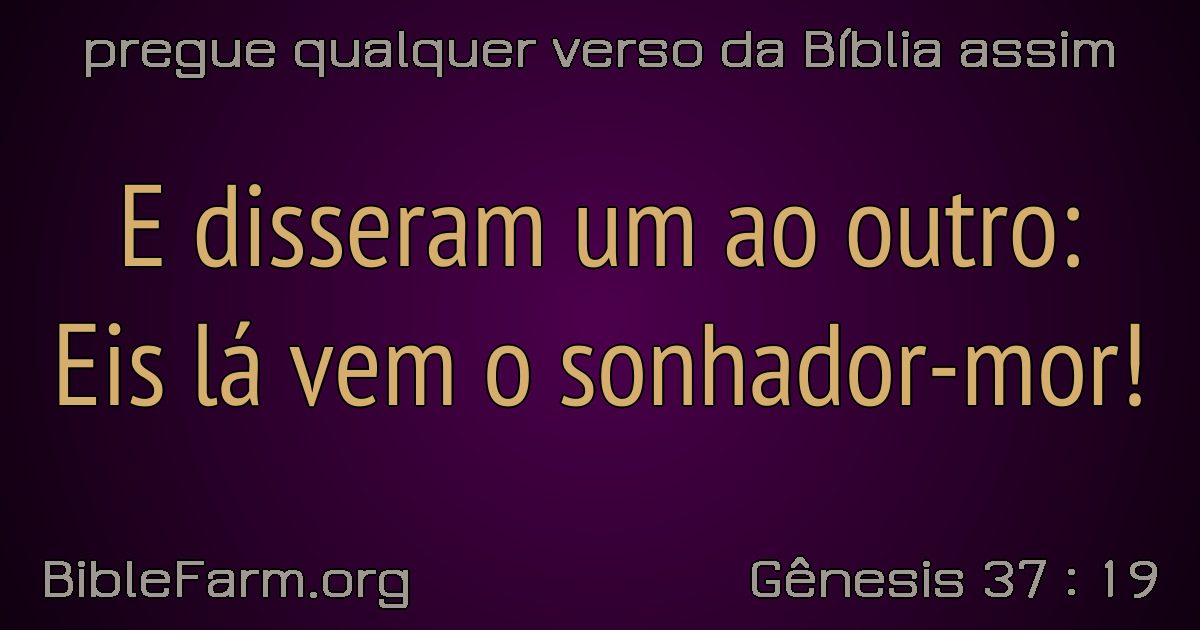 pregue qualquer verso da Bíblia assim
E disseram um ao outro:
Eis lá vem o sonhador-mor!
BibleFarm.org
Gênesis 37 : 19